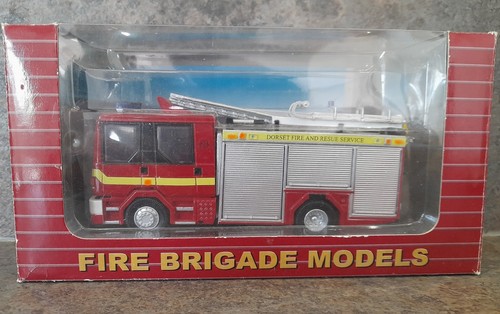 DORSET FIRE AND RESCUE SERVICE
FIRE BRIGADE MODELS